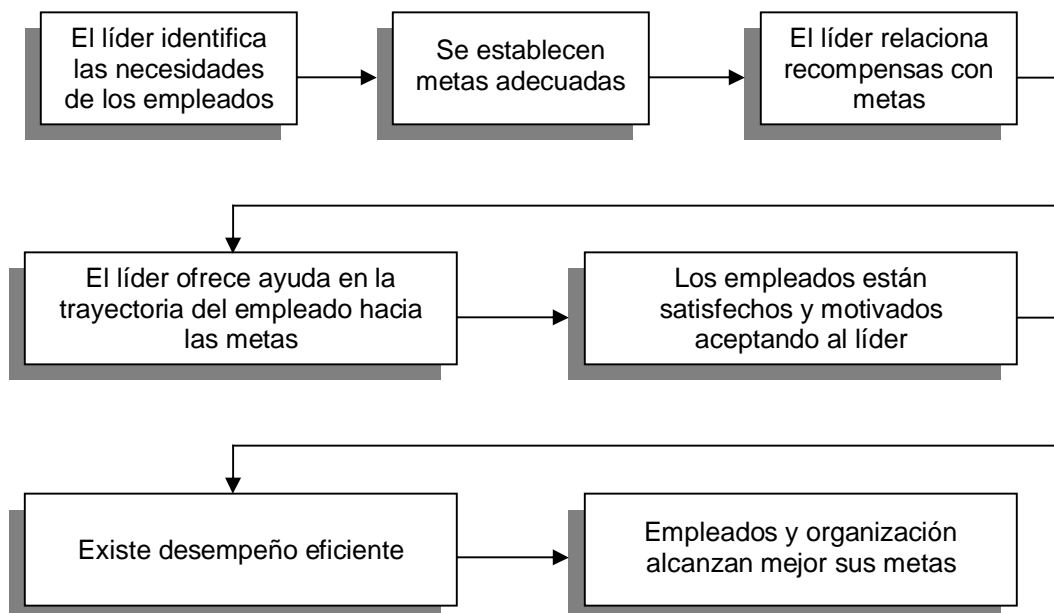 El líder identifica
las necesidades
de los empleados
Se establecen
metas adecuadas
El líder relaciona
recompensas con
metas
El líder ofrece ayuda en la
trayectoria del empleado hacia
las metas
Los empleados están
satisfechos y motivados
aceptando al líder
Existe desempeño eficiente
Empleados y organización
alcanzan mejor sus metas